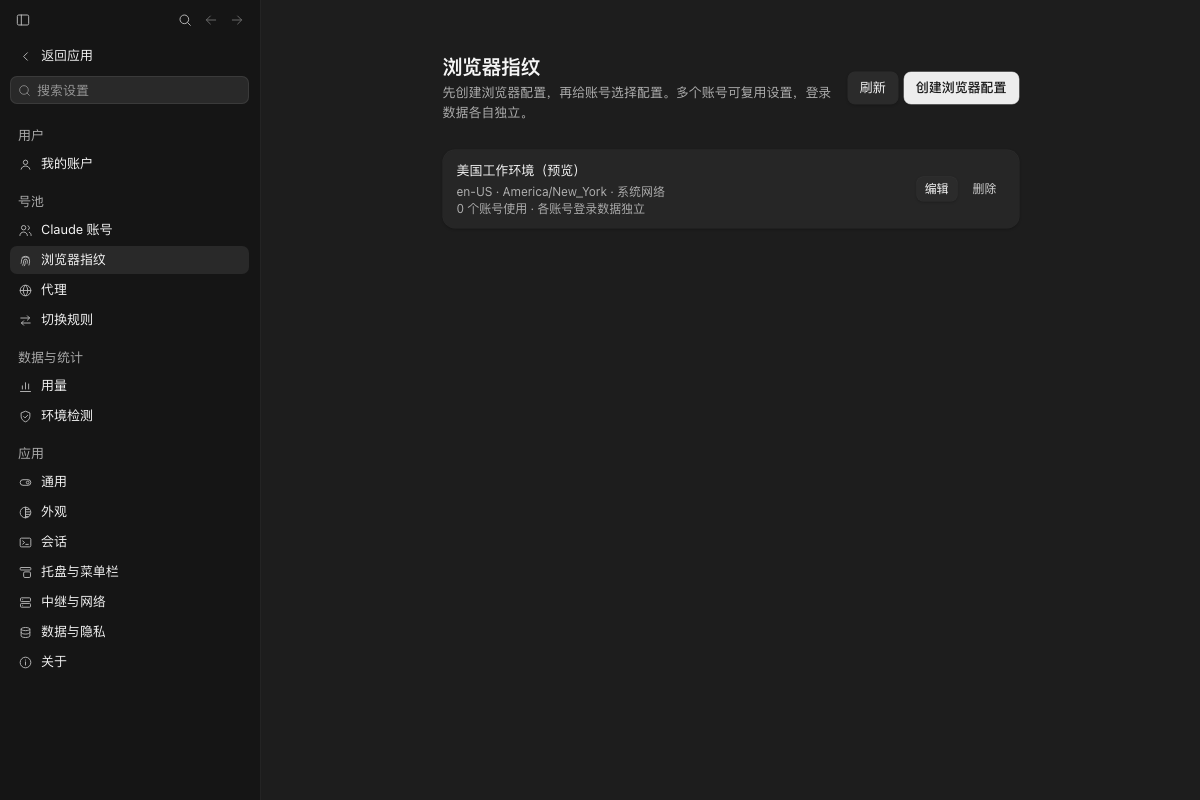 返回应用
搜索设置
用户
我的账户
号池
Claude 账号
浏览器指纹
代理
切换规则
数据与统计
用量
环境检测
应用
通用
外观
会话
托盘与菜单栏
中继与网络
数据与隐私
关于
浏览器指纹
先创建浏览器配置，再给账号选择配置。多个账号可复用设置，登录
数据各自独立。
刷新
创建浏览器配置
美国工作环境（预览）
en-US · America/New_York · 系统网络
0 个账号使用 · 各账号登录数据独立
编辑
删除